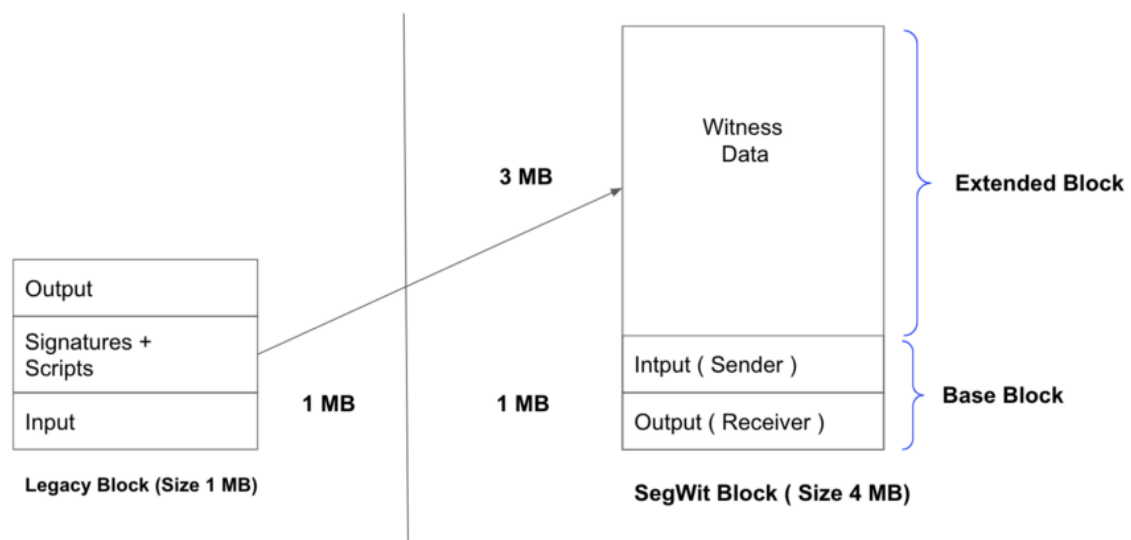 Output
Signatures +
Scripts
Input
1 MB
Legacy Block (Size 1 MB)
3 MB
1 MB
Witness
Data
Intput ( Sender )
Output ( Receiver )
SegWit Block ( Size 4 MB)
Extended Block
Base Block